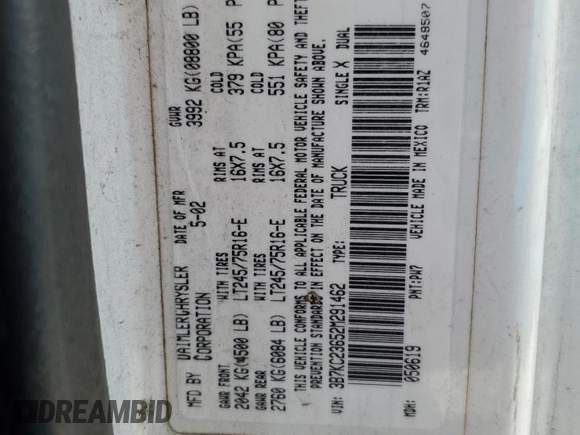 MFD BY DAIMLERCHRYSLER CORPORATION
DATE OF MFR 5-02
GVWR 3992 KG(08800 LB)
GAWR FRONT WITH TIRES RIMS AT COLD
2042 KG(4500 LB) LT245/75R16-E 16X7.5 379 KPA(55 P
GAWR REAR WITH TIRES RIMS AT COLD
2760 KG(6084 LB) LT245/75R16-E 16X7.5 551 KPA(80 P
THIS VEHICLE CONFORMS TO ALL APPLICABLE FEDERAL MOTOR VEHICLE SAFETY AND THEFT
PREVENTION STANDARDS IN EFFECT ON THE DATE OF MANUFACTURE SHOWN ABOVE.
VIN: 3B7KC23652M291462 TYPE: TRUCK SINGLE X DUAL
MDH: 050619 PNT:PW7 VEHICLE MADE IN MEXICO TRM:R1AZ
4648507
© DREAMBID